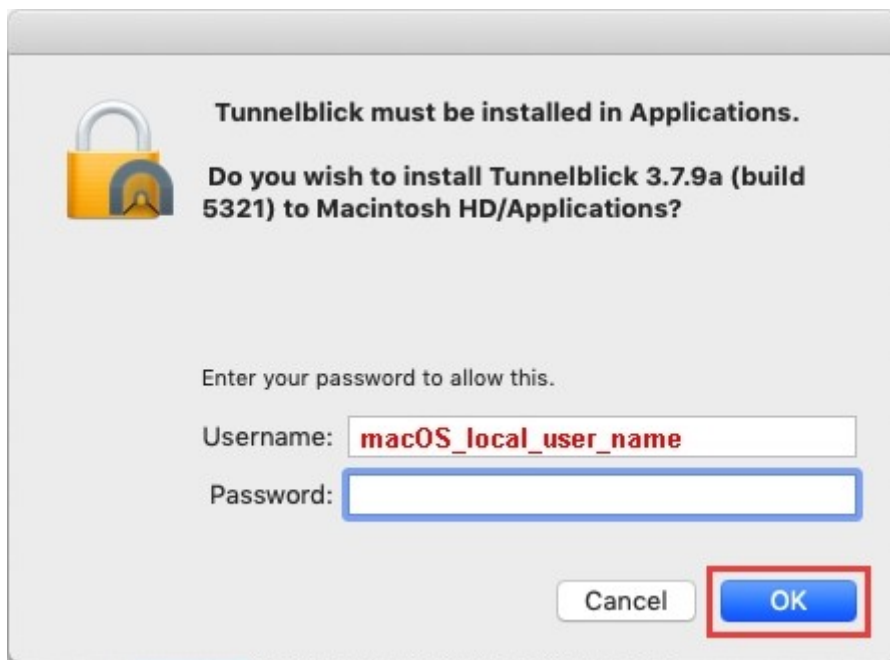 Tunnelblick must be installed in Applications.
Do you wish to install Tunnelblick 3.7.9a (build
5321) to Macintosh HD/Applications?
Enter your password to allow this.
Username: macOS_local_user_name
Password:
Cancel OK